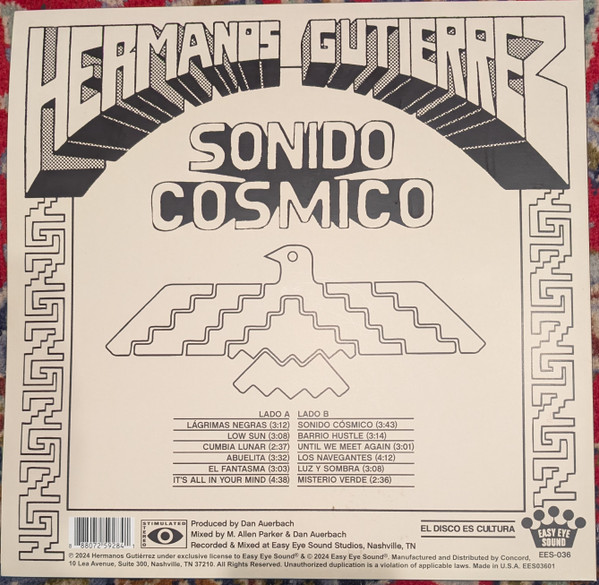 HERMANOS GUTIERREZ
SONIDO
COSMICO
LADO A
LÁGRIMAS NEGRAS (3:12)
LOW SUN (3:08)
CUMBIA LUNAR (2:37)
ABUELITA (3:32)
EL FANTASMA (3:03)
IT'S ALL IN YOUR MIND (4:38)
LADO B
SONIDO CÓSMICO (3:43)
BARRIO HUSTLE (3:14)
UNTIL WE MEET AGAIN (3:01)
LOS NAVEGANTES (4:12)
LUZ Y SOMBRA (3:08)
MISTERIO VERDE (2:36)
8 88072 59284 1
STIMULATED
STEREO
Produced by Dan Auerbach
Mixed by M. Allen Parker & Dan Auerbach
Recorded & Mixed at Easy Eye Sound Studios, Nashville, TN
EL DISCO ES CULTURA
EASY EYE
SOUND
EES-036
℗ 2024 Hermanos Gutiérrez under exclusive license to Easy Eye Sound® & © 2024 Easy Eye Sound®. Manufactured and Distributed by Concord,
10 Lea Avenue, Suite 300, Nashville, TN 37210. All Rights Reserved. Unauthorized duplication is a violation of applicable laws. Made in U.S.A. EES03601